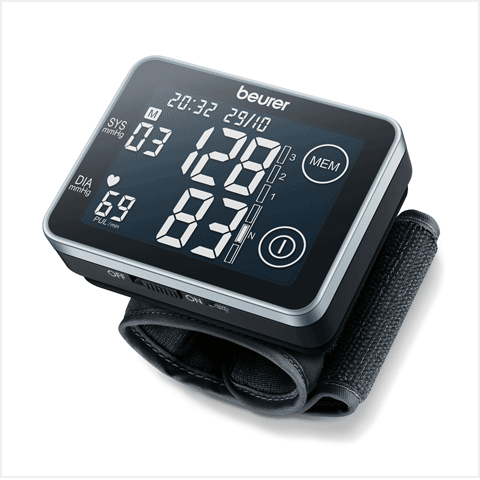 beurer
20:32 29/10
M
SYS
mmHg
03
128
3
MEM
2
1
DIA
mmHg
83
69
PUL/min
N
OFF
ON